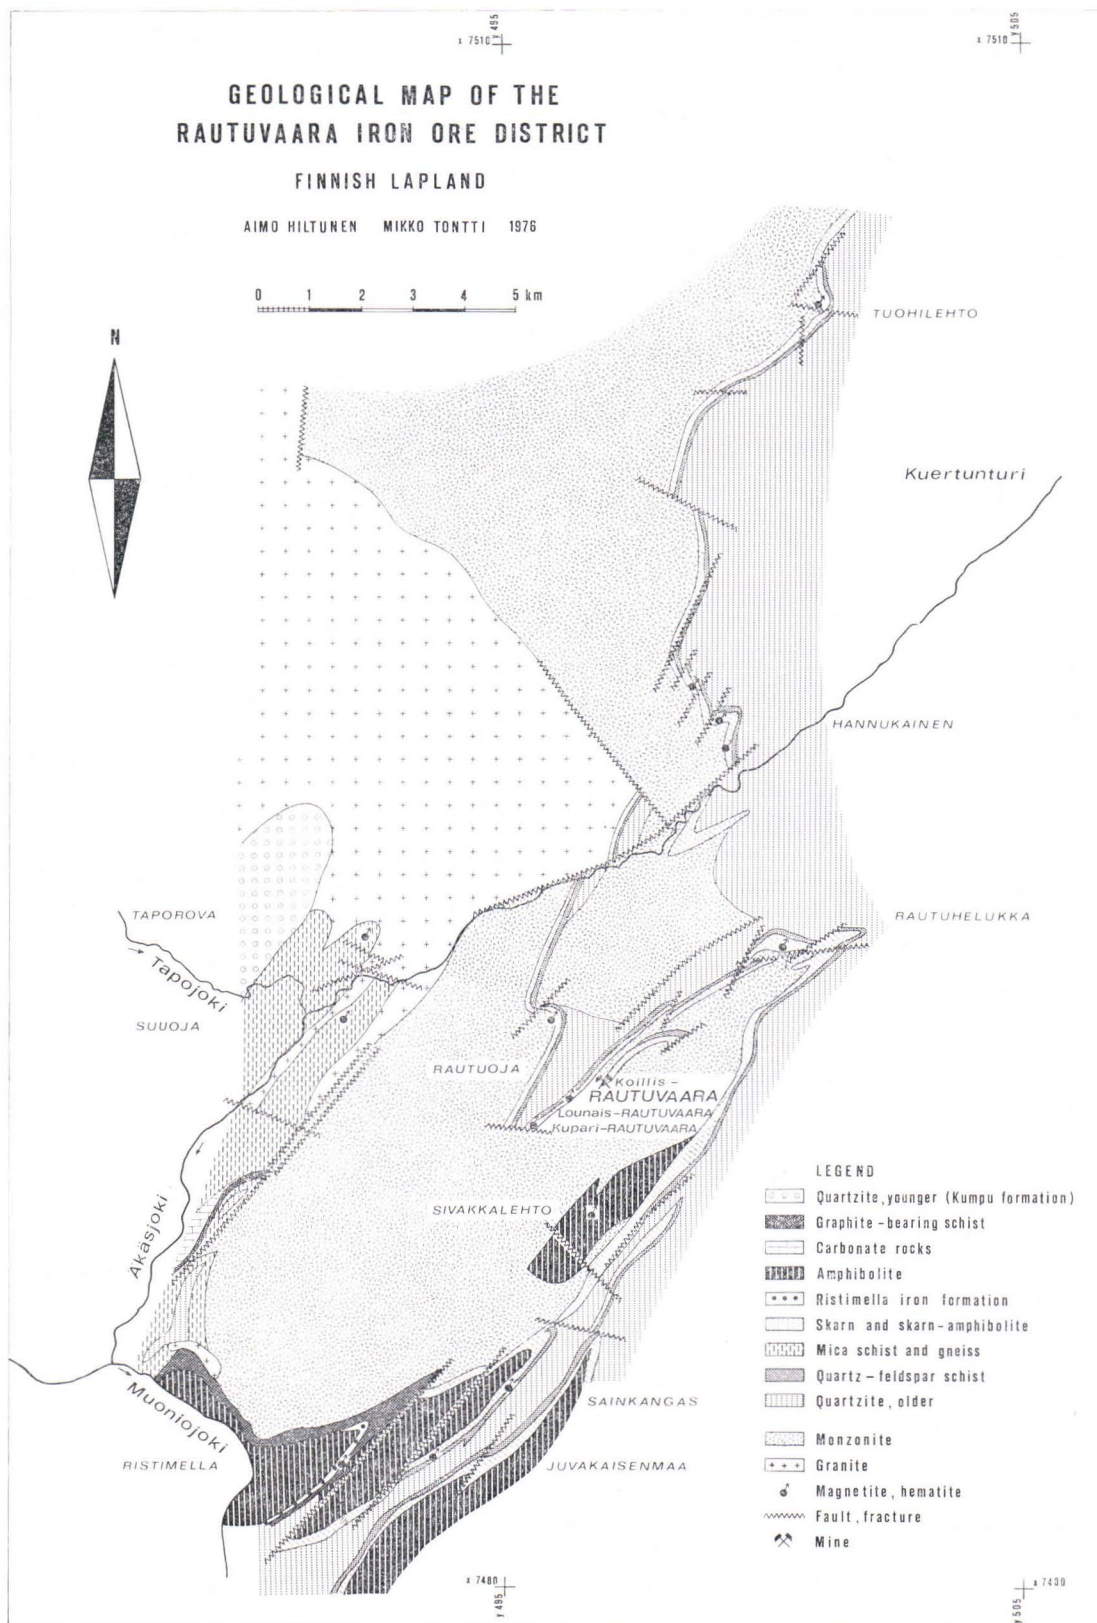 x 7510
y 495
x 7510
y 505
GEOLOGICAL MAP OF THE
RAUTUVAARA IRON ORE DISTRICT
FINNISH LAPLAND
AIMO HILTUNEN MIKKO TONTTI 1976
0 1 2 3 4 5 km
N
TUOHILEHTO
Kuertunturi
HANNUKAINEN
TAPOROVA
RAUTUHELUKKA
Tapojoki
SUUOJA
RAUTUOJA
Koillis-
RAUTUVAARA
Lounais-RAUTUVAARA
Kupari-RAUTUVAARA
SIVAKKALEHTO
Äkäsjoki
Muoniojoki
SAINKANGAS
RISTIMELLA
JUVAKAISENMAA
LEGEND
Quartzite, younger (Kumpu formation)
Graphite-bearing schist
Carbonate rocks
Amphibolite
Ristimella iron formation
Skarn and skarn-amphibolite
Mica schist and gneiss
Quartz-feldspar schist
Quartzite, older
Monzonite
Granite
Magnetite, hematite
Fault, fracture
Mine
x 7480
y 495
x 7480
y 505